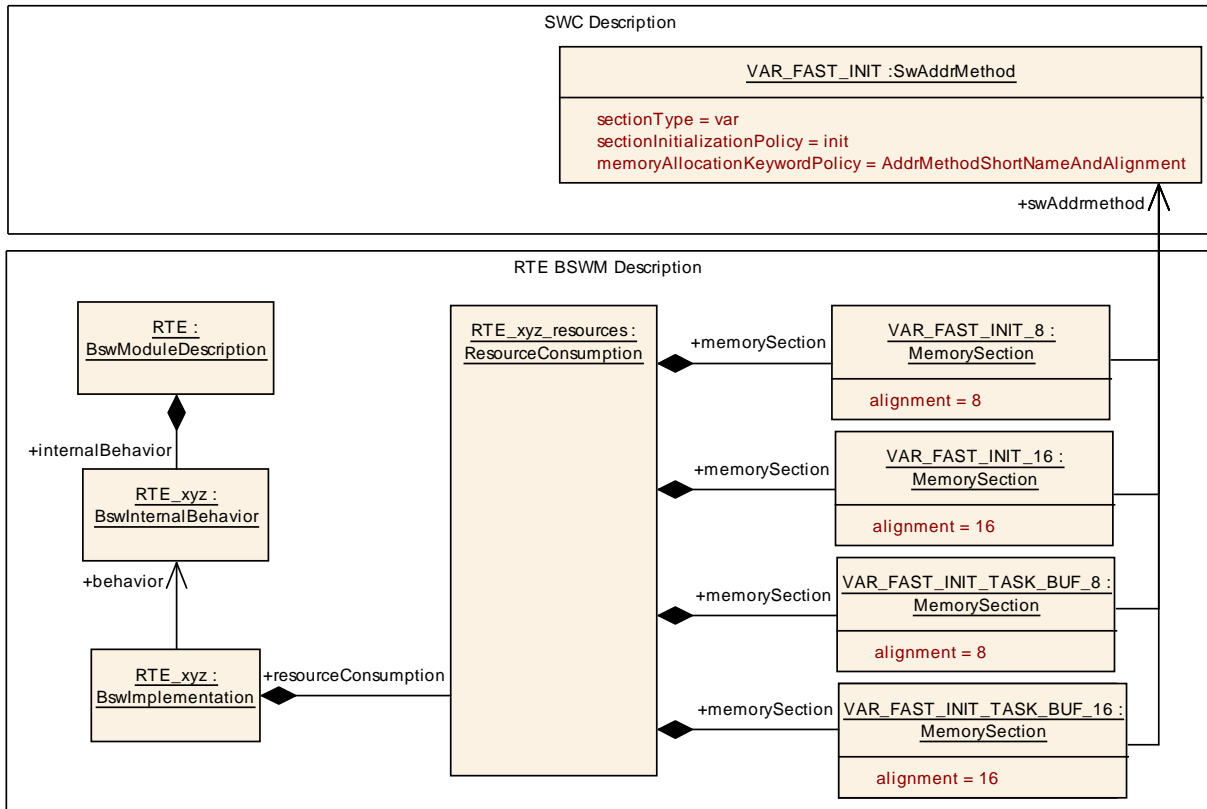 SWC Description
VAR_FAST_INIT :SwAddrMethod
sectionType = var
sectionInitializationPolicy = init
memoryAllocationKeywordPolicy = AddrMethodShortNameAndAlignment
+swAddrmethod
RTE BSWM Description
RTE :
BswModuleDescription
+internalBehavior
RTE_xyz :
BswInternalBehavior
+behavior
RTE_xyz :
BswImplementation
+resourceConsumption
RTE_xyz_resources :
ResourceConsumption
+memorySection
VAR_FAST_INIT_8 :
MemorySection
alignment = 8
+memorySection
VAR_FAST_INIT_16 :
MemorySection
alignment = 16
+memorySection
VAR_FAST_INIT_TASK_BUF_8 :
MemorySection
alignment = 8
+memorySection
VAR_FAST_INIT_TASK_BUF_16 :
MemorySection
alignment = 16